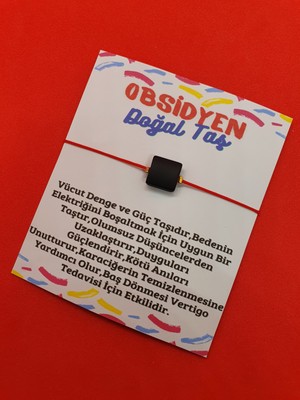 OBSİDYEN
Doğal Taş
Vücut Denge ve Güç Taşıdır,Bedenin
Elektriğini Boşaltmak İçin Uygun Bir
Taştır,Olumsuz Düşüncelerden
Uzaklaştırır,Duyguları
Güçlendirir,Kötü Anıları
Unutturur,Karaciğerin Temizlenmesine
Yardımcı Olur,Baş Dönmesi Vertigo
Tedavisi İçin Etkilidir.